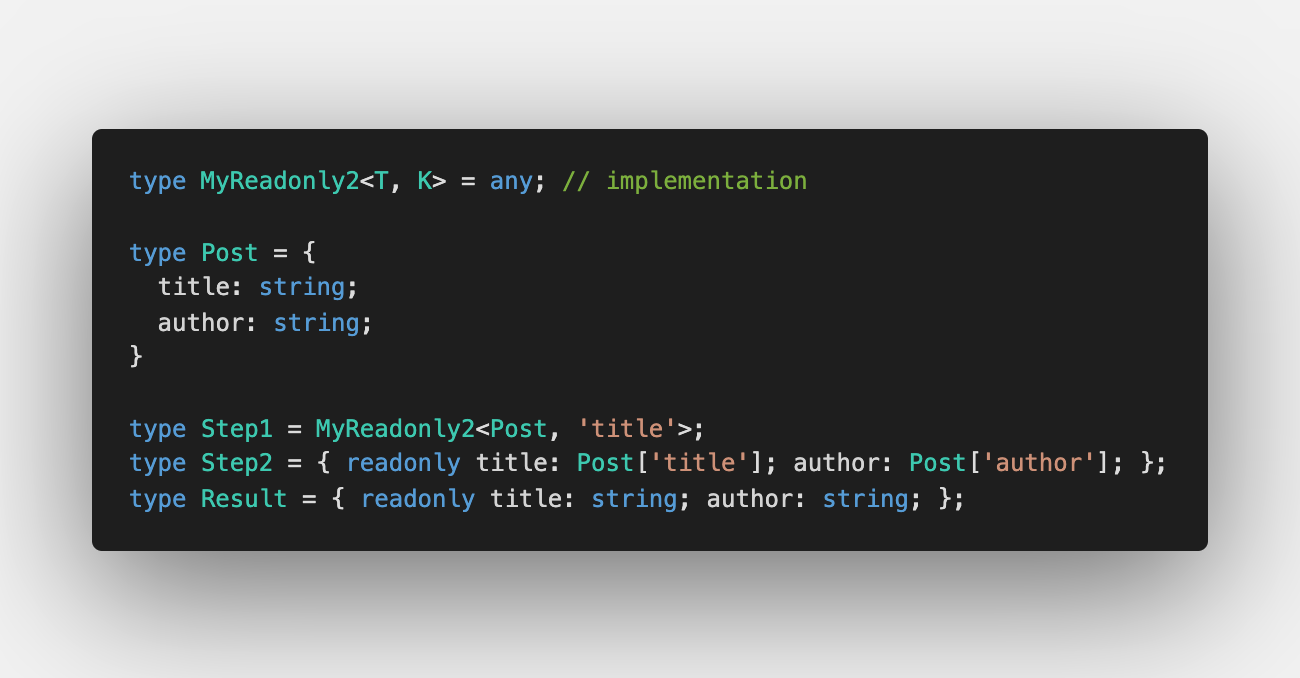 type MyReadonly2<T, K> = any; // implementation
type Post = {
  title: string;
  author: string;
}
type Step1 = MyReadonly2<Post, 'title'>;
type Step2 = { readonly title: Post['title']; author: Post['author']; };
type Result = { readonly title: string; author: string; };